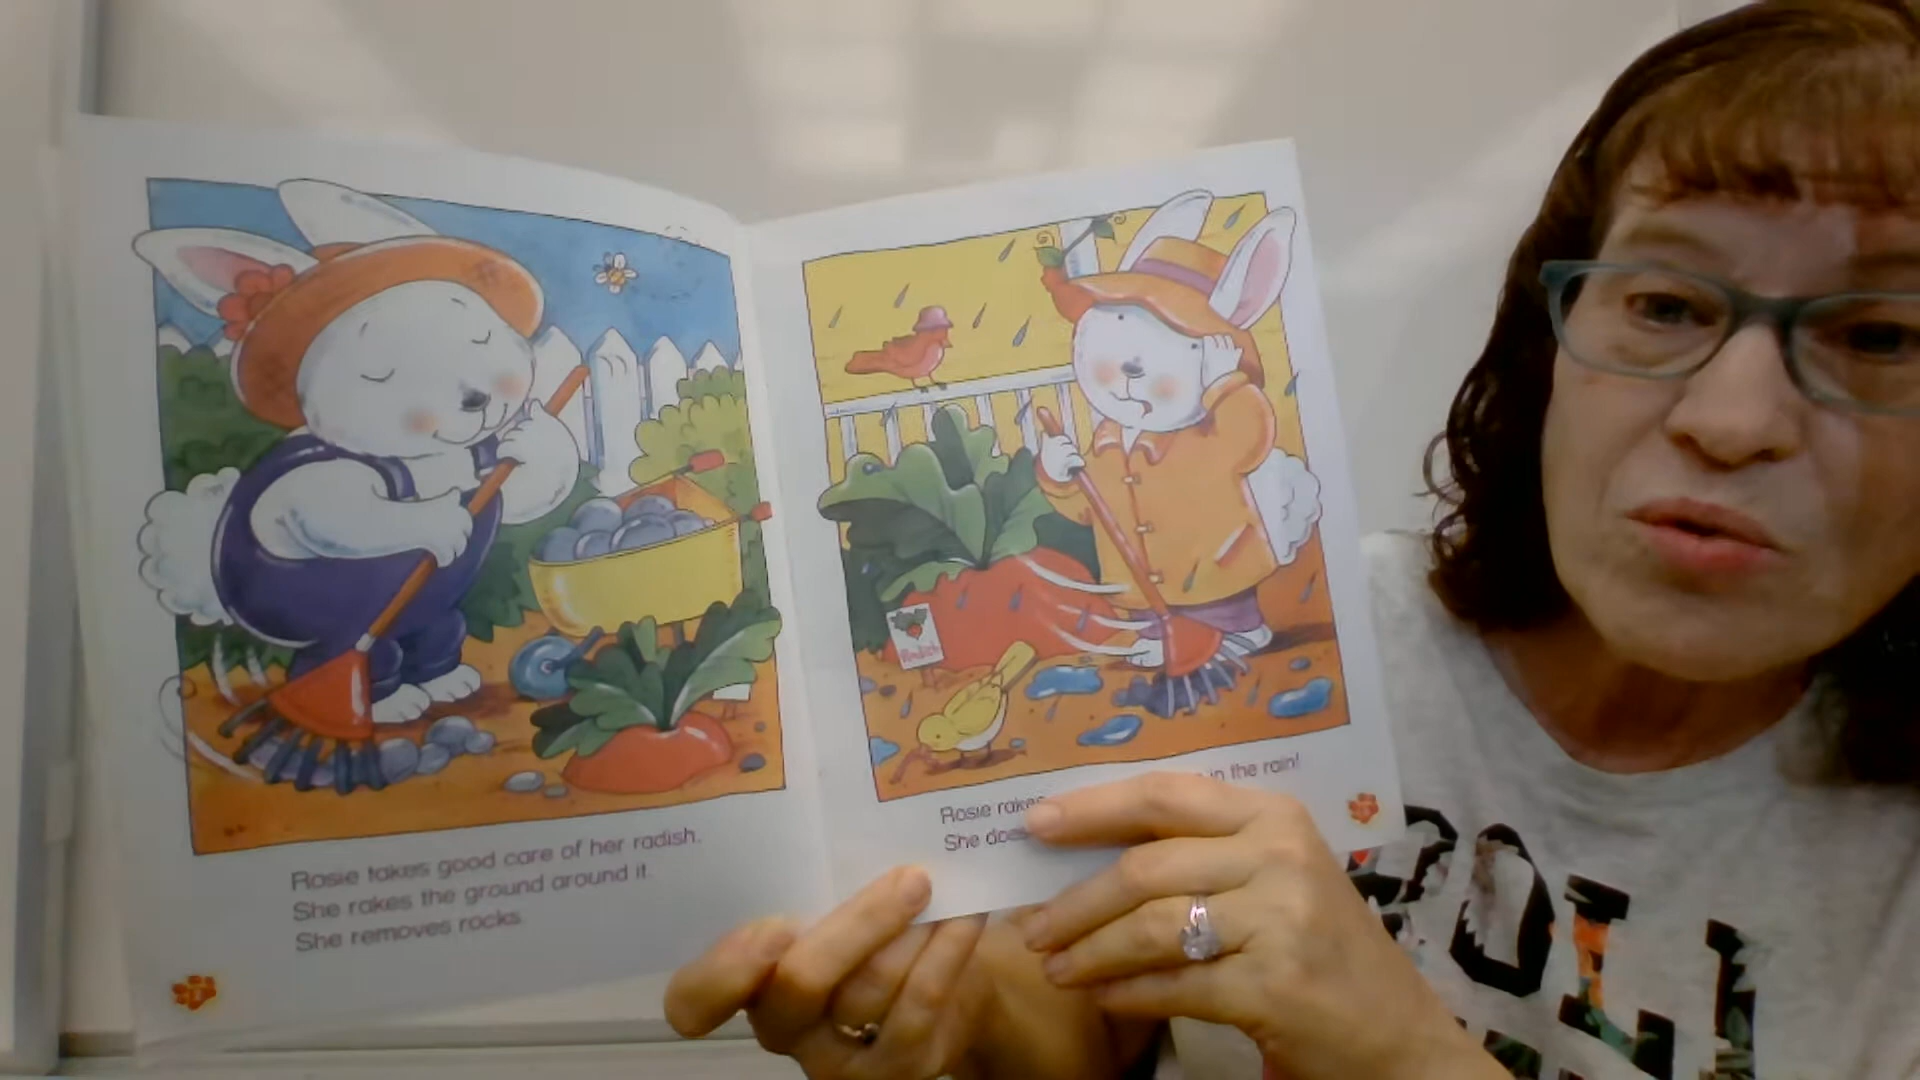 Rosie takes good care of her radish.
She rakes the ground around it.
She removes rocks.
Radish
Rosie rakes in the rain!
She does